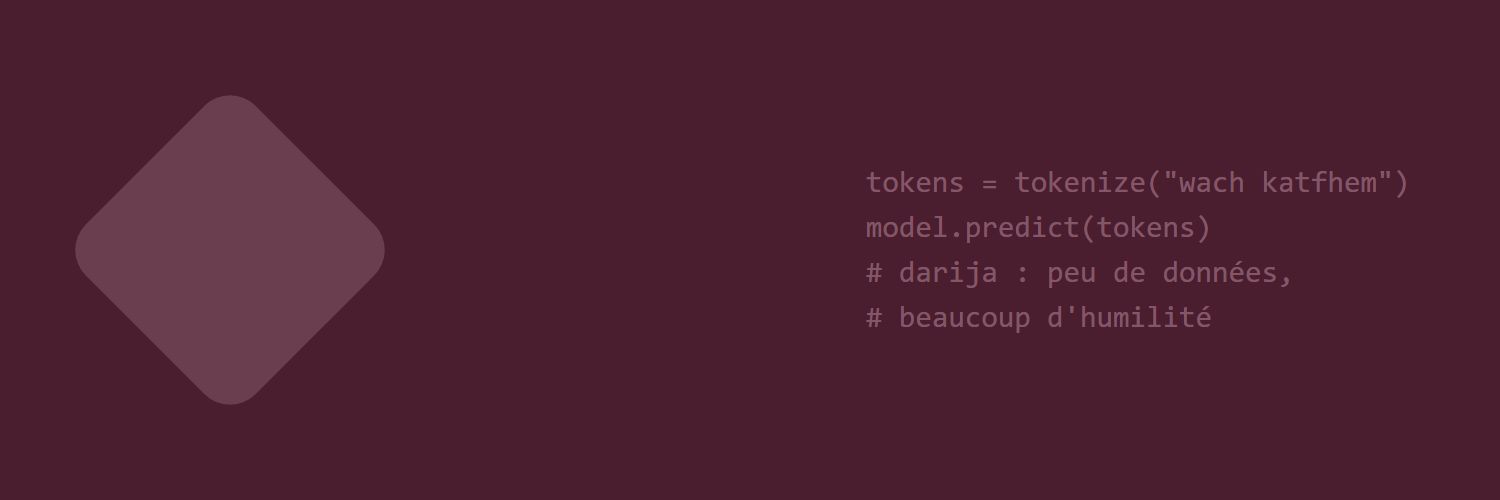 tokens = tokenize("wach katfhem")
model.predict(tokens)
# darija : peu de données,
# beaucoup d'humilité